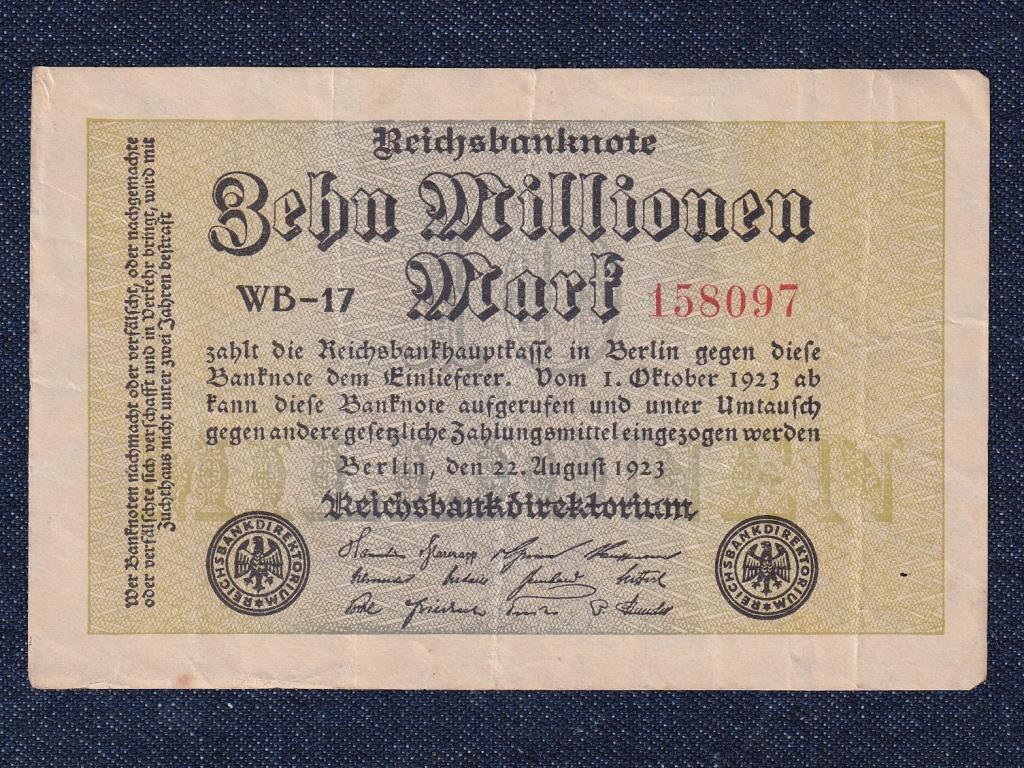 Reichsbanknote
Zehn Millionen
Mark
WB-17
158097
zahlt die Reichsbankhauptkasse in Berlin gegen diese
Banknote dem Einlieferer. Vom 1. Oktober 1923 ab
kann diese Banknote aufgerufen und unter Umtausch
gegen andere gesetzliche Zahlungsmittel eingezogen werden
Berlin, den 22. August 1923
Reichsbankdirektorium
REICHSBANKDIREKTORIUM
REICHSBANKDIREKTORIUM
Wer Banknoten nachmacht oder verfälscht, oder nachgemachte
oder verfälschte sich verschafft und in Verkehr bringt, wird mit
Zuchthaus nicht unter zwei Jahren bestraft